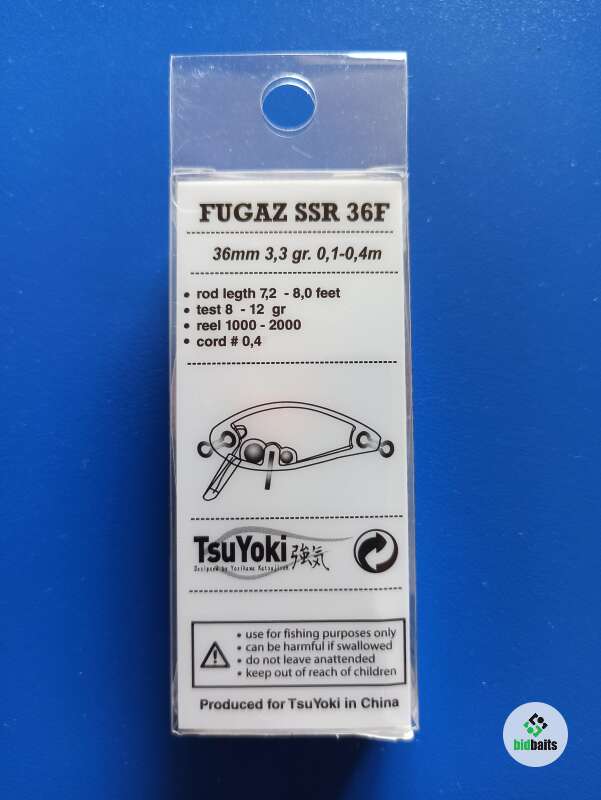 FUGAZ SSR 36F
36mm 3,3 gr. 0,1-0,4m
• rod legth 7,2 - 8,0 feet
• test 8 - 12 gr
• reel 1000 - 2000
• cord # 0,4
TsuYoki 強気
Designed by
• use for fishing purposes only
• can be harmful if swallowed
• do not leave anattended
• keep out of reach of children
Produced for TsuYoki in China
bidbaits